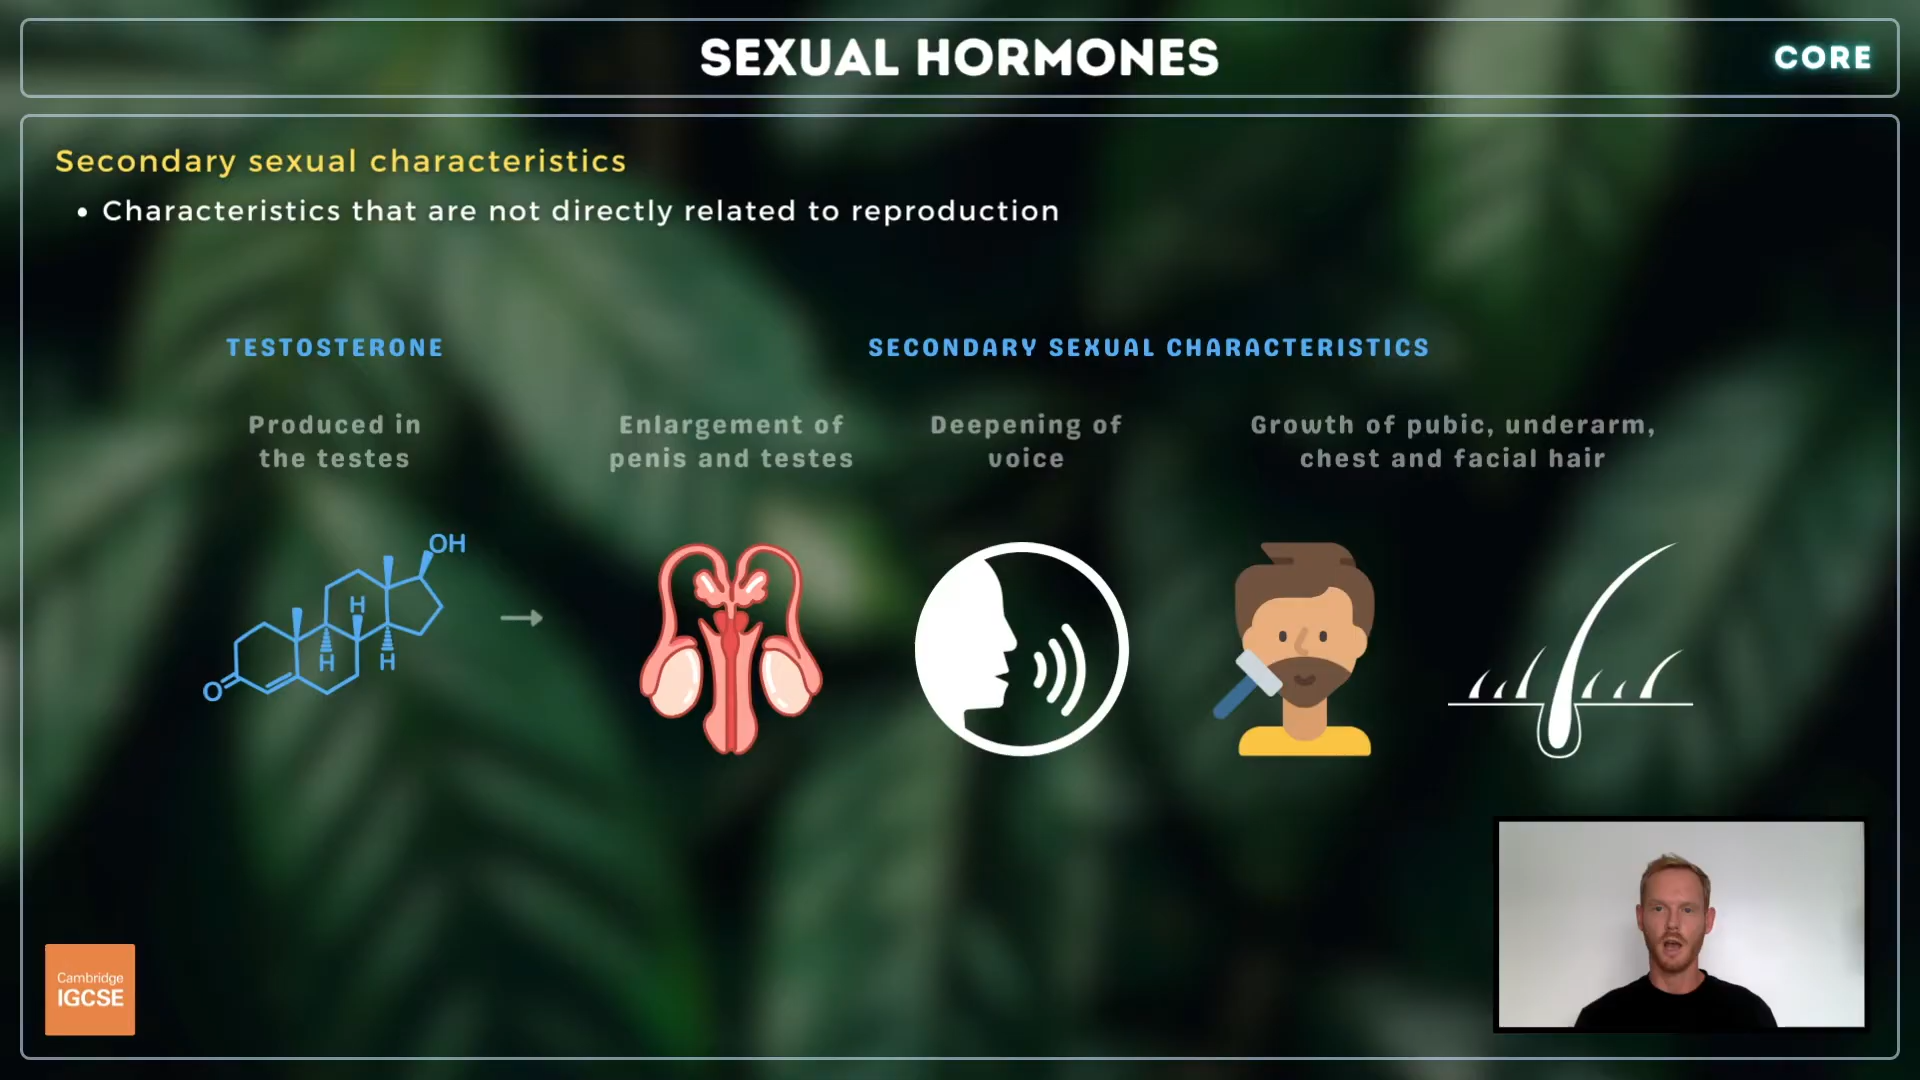 SEXUAL HORMONES
CORE
Secondary sexual characteristics
• Characteristics that are not directly related to reproduction
TESTOSTERONE
SECONDARY SEXUAL CHARACTERISTICS
Produced in
the testes
Enlargement of
penis and testes
Deepening of
voice
Growth of pubic, underarm,
chest and facial hair
OH
H
H
H
O
Cambridge
IGCSE